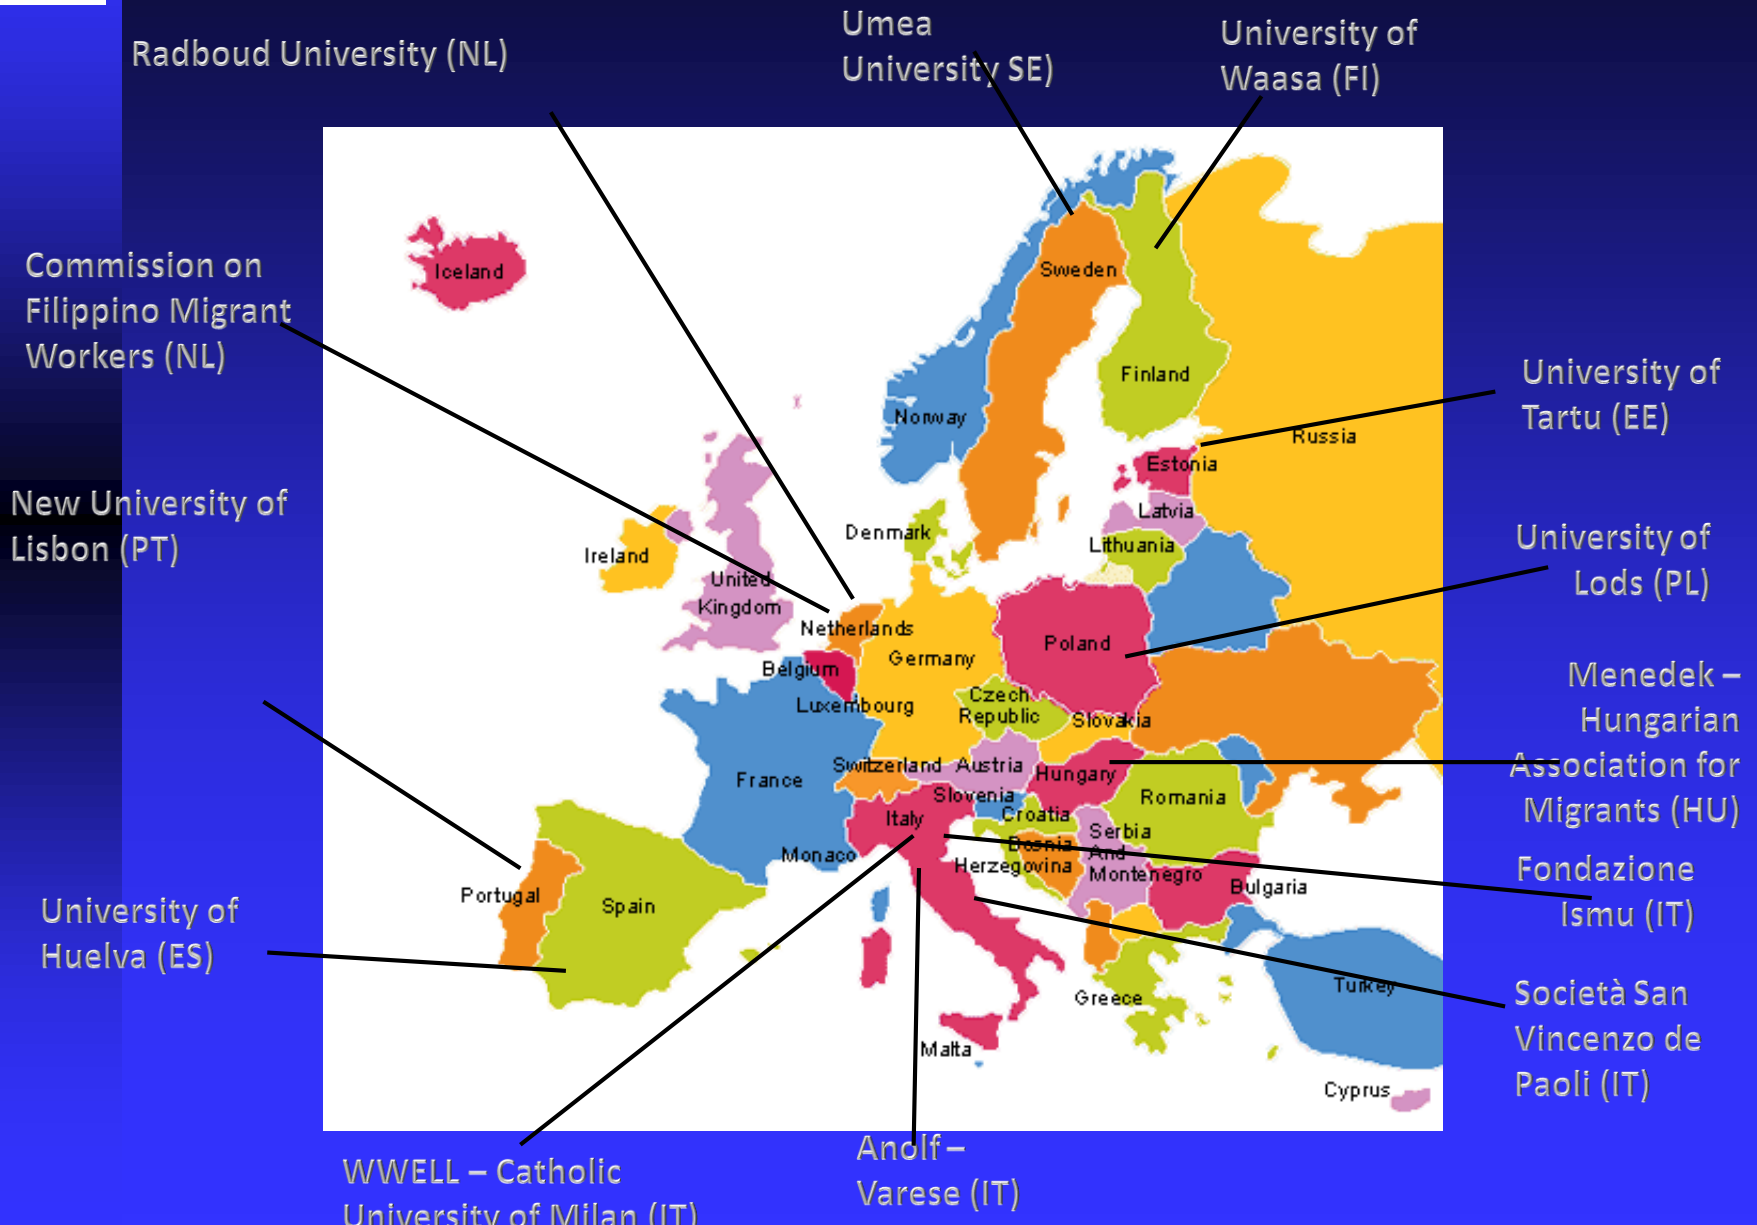 Radboud University (NL)
Umea
University SE)
University of
Waasa (FI)
Commission on
Filippino Migrant
Workers (NL)
New University of
Lisbon (PT)
University of
Huelva (ES)
WWELL – Catholic
University of Milan (IT)
Anolf –
Varese (IT)
University of
Tartu (EE)
University of
Lods (PL)
Menedek –
Hungarian
Association for
Migrants (HU)
Fondazione
Ismu (IT)
Società San
Vincenzo de
Paoli (IT)
Iceland
Sweden
Finland
Norway
Russia
Estonia
Latvia
Denmark
Lithuania
Ireland
United
Kingdom
Netherlands
Poland
Germany
Belgium
Czech
Republic
Luxembourg
Slovakia
Switzerland
Austria
Hungary
France
Slovenia
Romania
Italy
Croatia
Serbia
And
Montenegro
Bosnia
Herzegovina
Monaco
Bulgaria
Portugal
Spain
Turkey
Greece
Malta
Cyprus